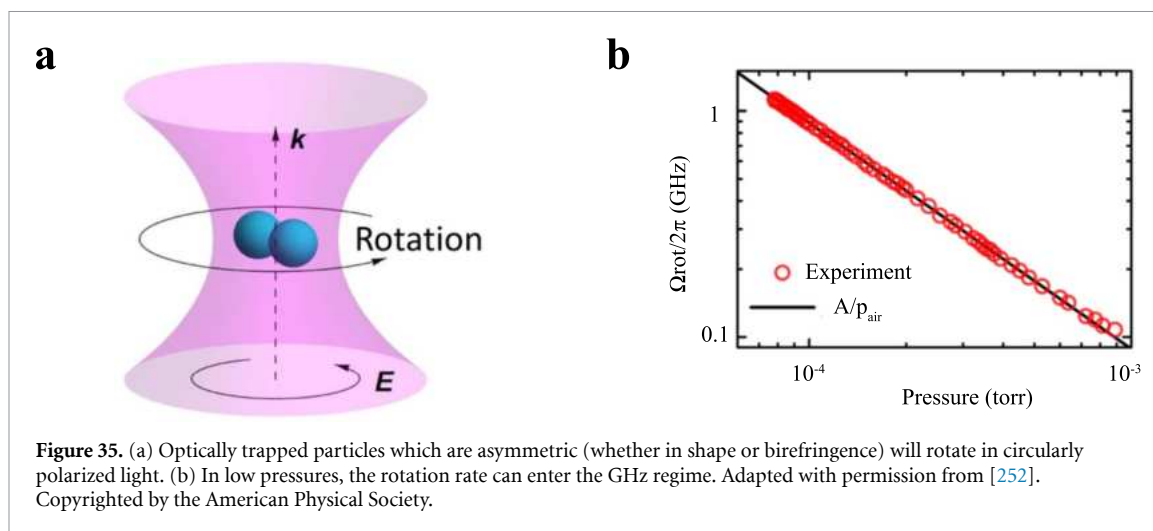 a
b
k
Rotation
E
Ωrot/2π (GHz)
1
0.1
Experiment
A/p_air
10⁻⁴
10⁻³
Pressure (torr)
Figure 35. (a) Optically trapped particles which are asymmetric (whether in shape or birefringence) will rotate in circularly
polarized light. (b) In low pressures, the rotation rate can enter the GHz regime. Adapted with permission from [252].
Copyrighted by the American Physical Society.